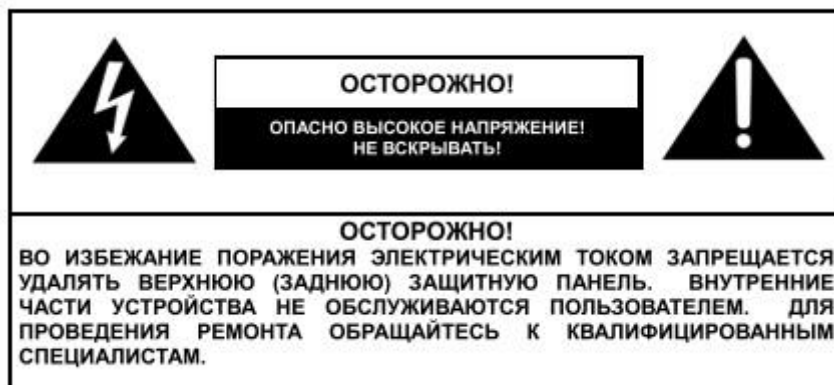 ОСТОРОЖНО!
ОПАСНО ВЫСОКОЕ НАПРЯЖЕНИЕ!
НЕ ВСКРЫВАТЬ!
ОСТОРОЖНО!
ВО ИЗБЕЖАНИЕ ПОРАЖЕНИЯ ЭЛЕКТРИЧЕСКИМ ТОКОМ ЗАПРЕЩАЕТСЯ
УДАЛЯТЬ ВЕРХНЮЮ (ЗАДНЮЮ) ЗАЩИТНУЮ ПАНЕЛЬ. ВНУТРЕННИЕ
ЧАСТИ УСТРОЙСТВА НЕ ОБСЛУЖИВАЮТСЯ ПОЛЬЗОВАТЕЛЕМ. ДЛЯ
ПРОВЕДЕНИЯ РЕМОНТА ОБРАЩАЙТЕСЬ К КВАЛИФИЦИРОВАННЫМ
СПЕЦИАЛИСТАМ.